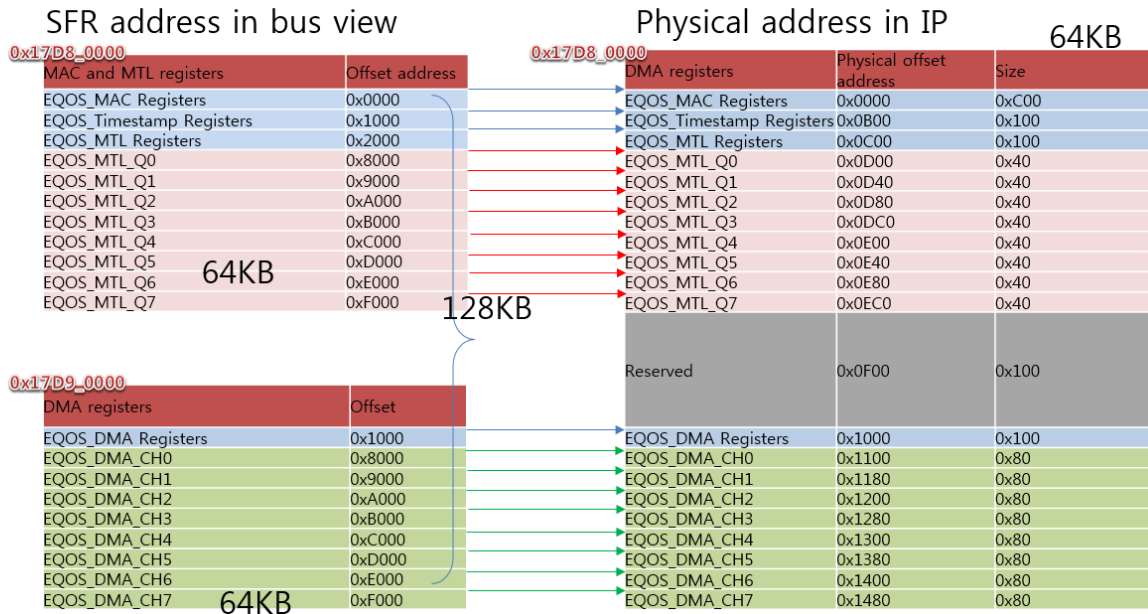 SFR address in bus view
Physical address in IP
64KB
0x17D8_0000
MAC and MTL registers Offset address
EQOS_MAC Registers 0x0000
EQOS_Timestamp Registers 0x1000
EQOS_MTL Registers 0x2000
EQOS_MTL_Q0 0x8000
EQOS_MTL_Q1 0x9000
EQOS_MTL_Q2 0xA000
EQOS_MTL_Q3 0xB000
EQOS_MTL_Q4 0xC000
EQOS_MTL_Q5 0xD000
64KB
EQOS_MTL_Q6 0xE000
EQOS_MTL_Q7 0xF000
128KB
0x17D9_0000
DMA registers Offset
EQOS_DMA Registers 0x1000
EQOS_DMA_CH0 0x8000
EQOS_DMA_CH1 0x9000
EQOS_DMA_CH2 0xA000
EQOS_DMA_CH3 0xB000
EQOS_DMA_CH4 0xC000
EQOS_DMA_CH5 0xD000
EQOS_DMA_CH6 0xE000
EQOS_DMA_CH7 0xF000
64KB
0x17D8_0000
DMA registers Physical offset address Size
EQOS_MAC Registers 0x0000 0xC00
EQOS_Timestamp Registers 0x0B00 0x100
EQOS_MTL Registers 0x0C00 0x100
EQOS_MTL_Q0 0x0D00 0x40
EQOS_MTL_Q1 0x0D40 0x40
EQOS_MTL_Q2 0x0D80 0x40
EQOS_MTL_Q3 0x0DC0 0x40
EQOS_MTL_Q4 0x0E00 0x40
EQOS_MTL_Q5 0x0E40 0x40
EQOS_MTL_Q6 0x0E80 0x40
EQOS_MTL_Q7 0x0EC0 0x40
Reserved 0x0F00 0x100
EQOS_DMA Registers 0x1000 0x100
EQOS_DMA_CH0 0x1100 0x80
EQOS_DMA_CH1 0x1180 0x80
EQOS_DMA_CH2 0x1200 0x80
EQOS_DMA_CH3 0x1280 0x80
EQOS_DMA_CH4 0x1300 0x80
EQOS_DMA_CH5 0x1380 0x80
EQOS_DMA_CH6 0x1400 0x80
EQOS_DMA_CH7 0x1480 0x80